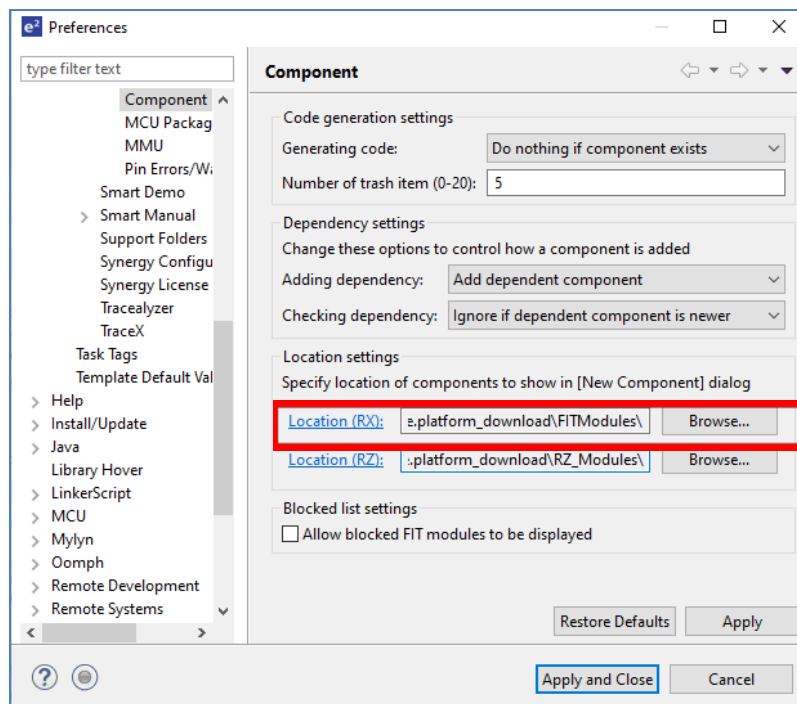 e² Preferences
type filter text
Component
MCU Packag
MMU
Pin Errors/Wa
Smart Demo
Smart Manual
Support Folders
Synergy Configu
Synergy License
Tracealyzer
TraceX
Task Tags
Template Default Val
Help
Install/Update
Java
Library Hover
LinkerScript
MCU
Mylyn
Oomph
Remote Development
Remote Systems
Component
Code generation settings
Generating code: Do nothing if component exists
Number of trash item (0-20): 5
Dependency settings
Change these options to control how a component is added
Adding dependency: Add dependent component
Checking dependency: Ignore if dependent component is newer
Location settings
Specify location of components to show in [New Component] dialog
Location (RX): e.platform_download\FITModules\ Browse...
Location (RZ): :.platform_download\RZ_Modules\ Browse...
Blocked list settings
Allow blocked FIT modules to be displayed
Restore Defaults Apply
? Apply and Close Cancel